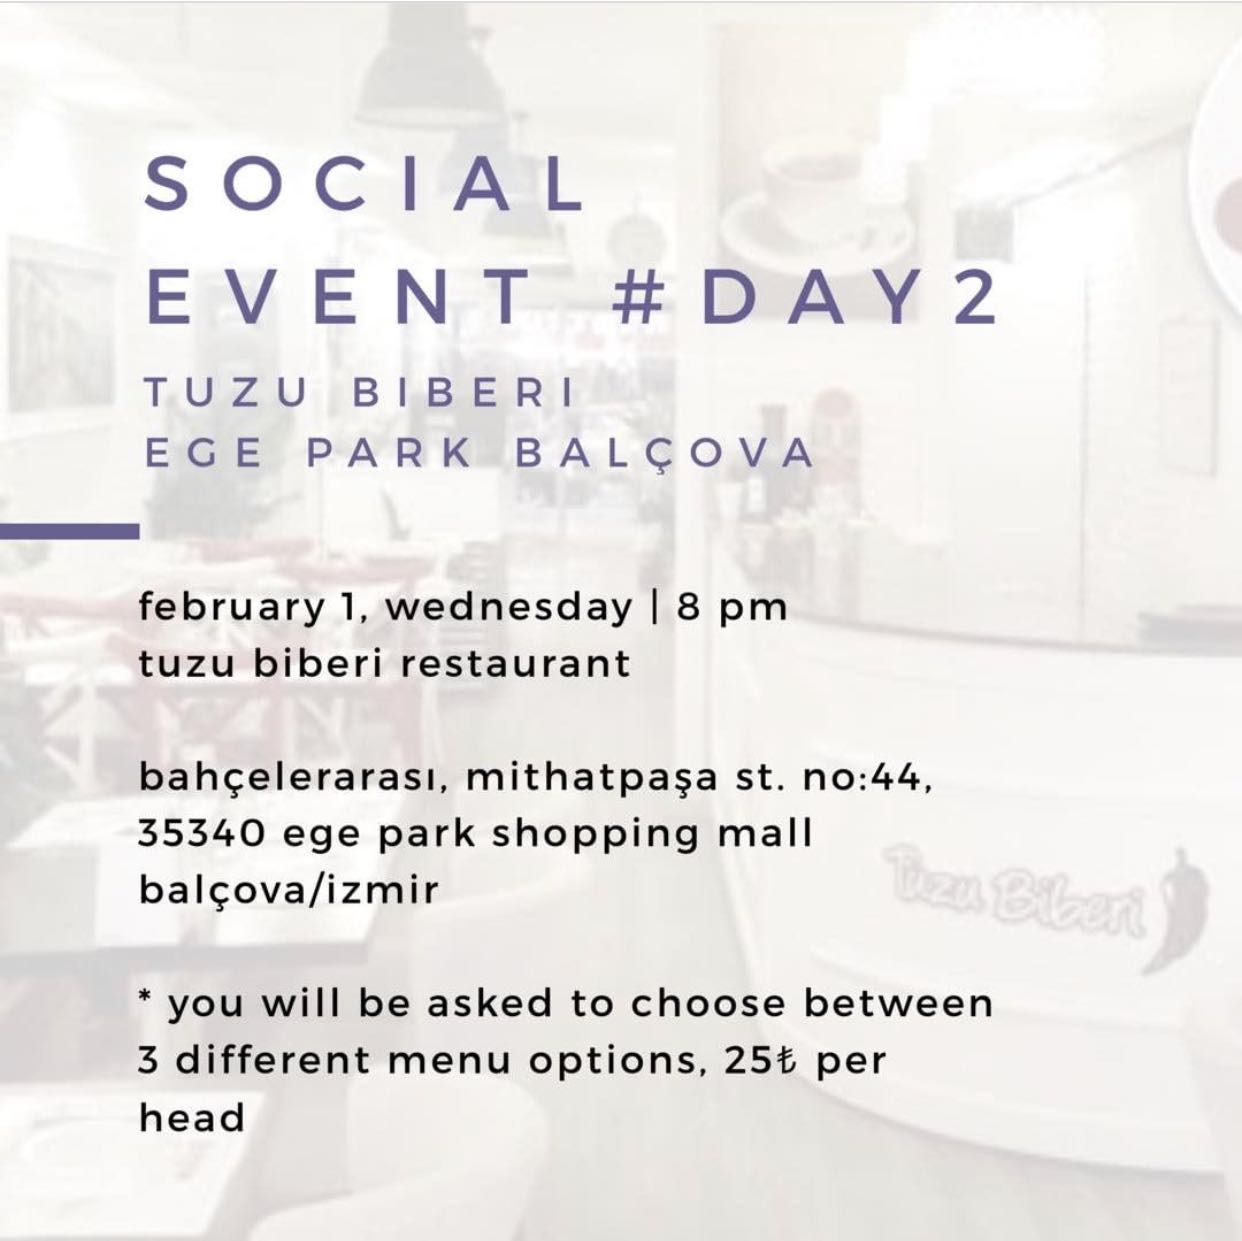 SOCIAL
EVENT #DAY2
TUZU BIBERI
EGE PARK BALÇOVA
february 1, wednesday | 8 pm
tuzu biberi restaurant
bahçelerarası, mithatpaşa st. no:44,
35340 ege park shopping mall
balçova/izmir
* you will be asked to choose between
3 different menu options, 25₺ per
head
Tuzu Biberi